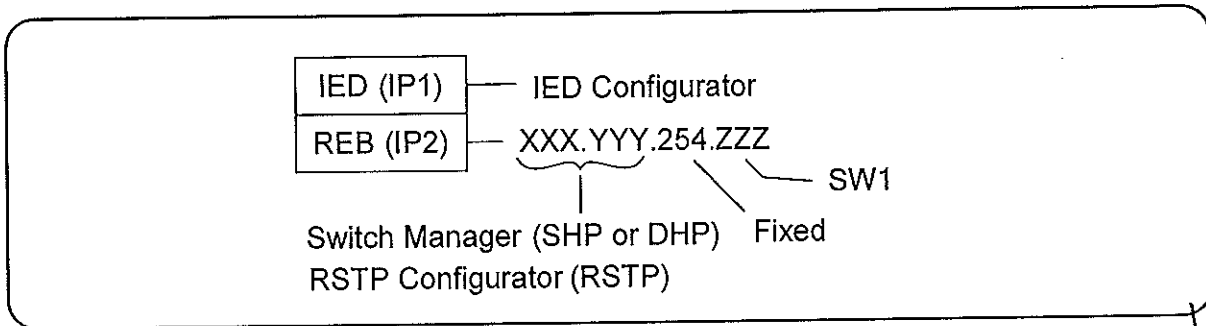 IED (IP1) IED Configurator
REB (IP2) XXX.YYY.254.ZZZ
SW1
Switch Manager (SHP or DHP) Fixed
RSTP Configurator (RSTP)